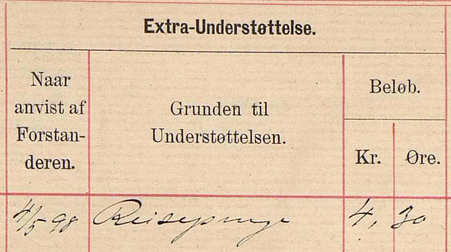 Extra-Understøttelse.
Naar
anvist af
Forstan-
deren.
Grunden til
Understøttelsen.
Beløb.
Kr. Øre.
4/5 98 Reisepenge 4, 30